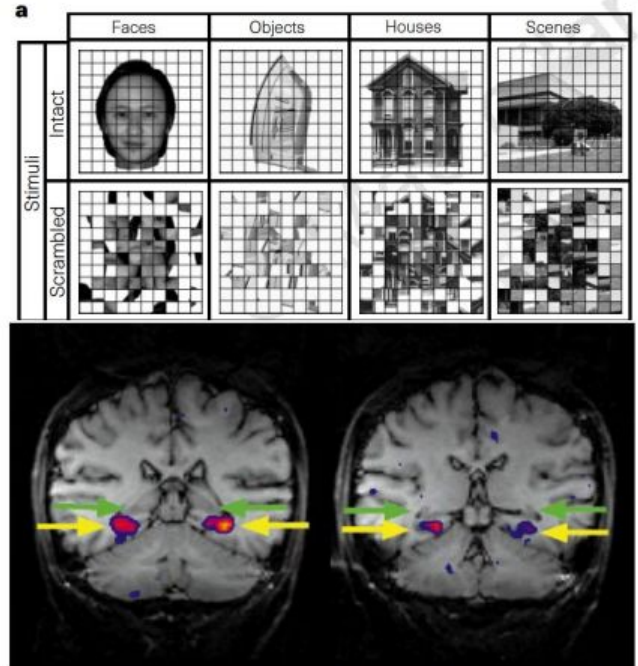 a
Faces Objects Houses Scenes
Stimuli
Intact
Scrambled